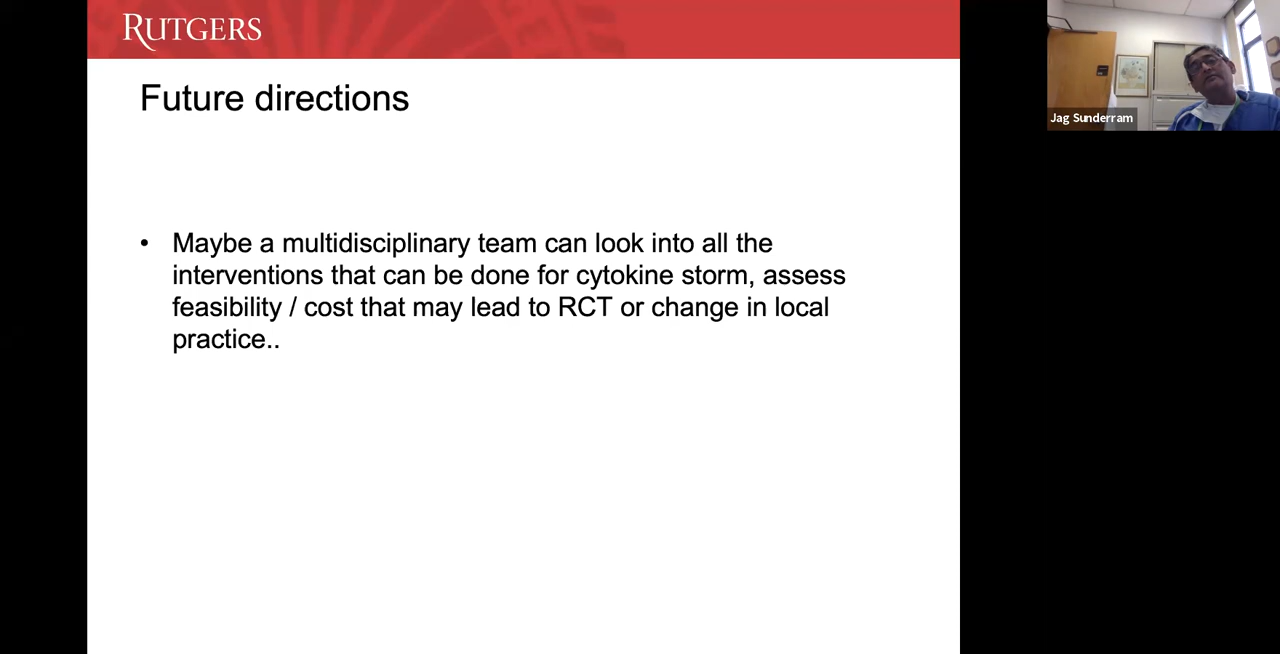 RUTGERS
Future directions
• Maybe a multidisciplinary team can look into all the
interventions that can be done for cytokine storm, assess
feasibility / cost that may lead to RCT or change in local
practice..
Jag Sunderram